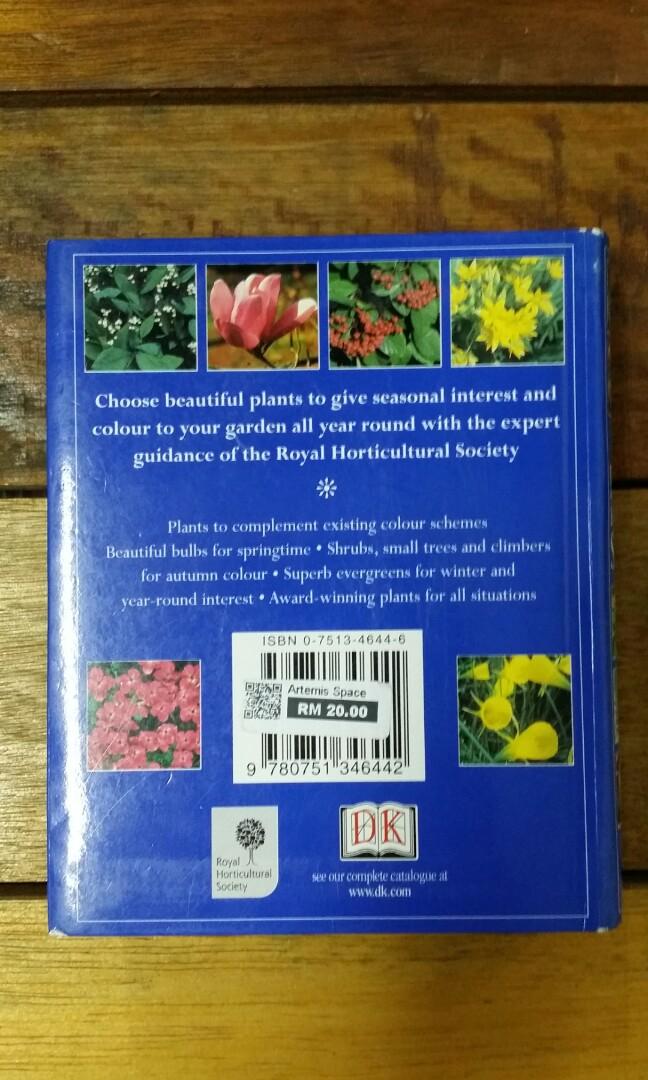 Choose beautiful plants to give seasonal interest and
colour to your garden all year round with the expert
guidance of the Royal Horticultural Society
Plants to complement existing colour schemes
Beautiful bulbs for springtime • Shrubs, small trees and climbers
for autumn colour • Superb evergreens for winter and
year-round interest • Award-winning plants for all situations
ISBN 0-7513-4644-6
Artemis Space
RM 20.00
9 780751 346442
Royal
Horticultural
Society
DK
see our complete catalogue at
www.dk.com